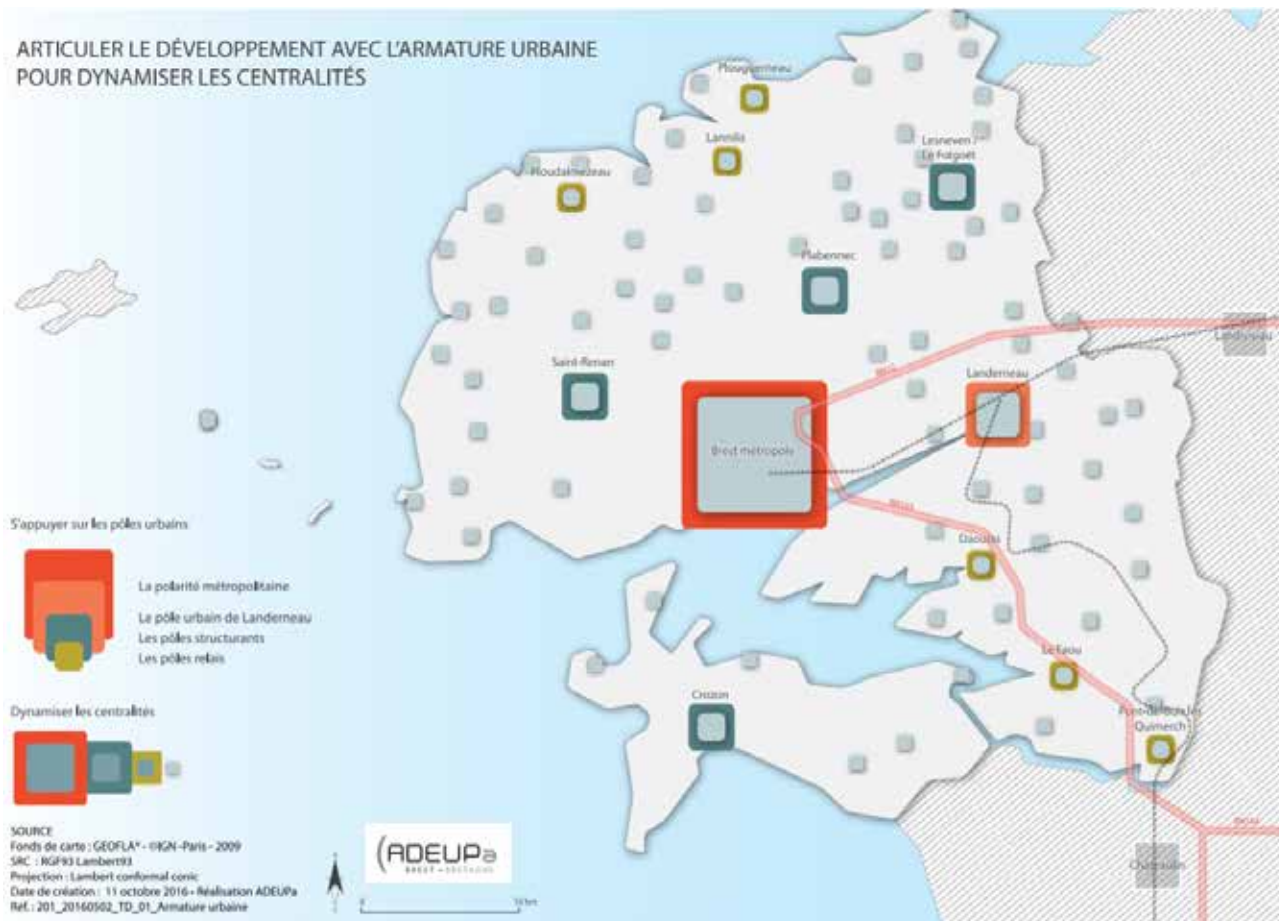 ARTICULER LE DÉVELOPPEMENT AVEC L'ARMATURE URBAINE
POUR DYNAMISER LES CENTRALITÉS
Plouguerneau
Lannilis
Lesneven /
Le Folgoët
Ploudalmézeau
Plabennec
Saint-Renan
Landerneau
Brest métropole
Daoulas
Le Faou
Crozon
Pont-de-Buis-lès
Quimerch
Châteaulin
S'appuyer sur les pôles urbains
La polarité métropolitaine
Le pôle urbain de Landerneau
Les pôles structurants
Les pôles relais
Dynamiser les centralités
SOURCE
Fonds de carte : GEOFLA® - ©IGN -Paris - 2009
SRC : RGF93 Lambert93
Projection : Lambert conformal conic
Date de création : 11 octobre 2016 - Réalisation ADEUPa
Réf. : 201_20160502_TD_01_Armature urbaine
(ADEUPa
BREST • BRETAGNE
0
10 km